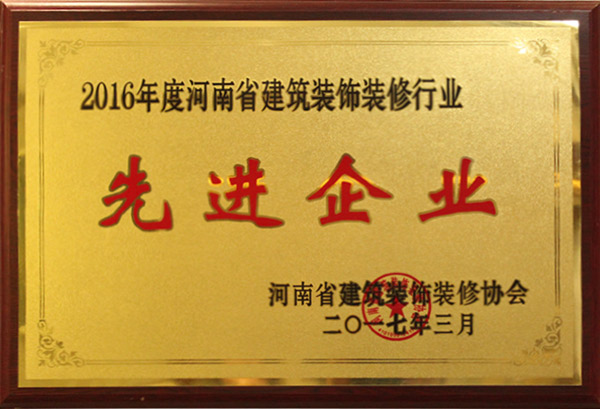 2016年度河南省建筑装饰装修行业
先进企业
河南省建筑装饰装修协会
二〇一七年三月